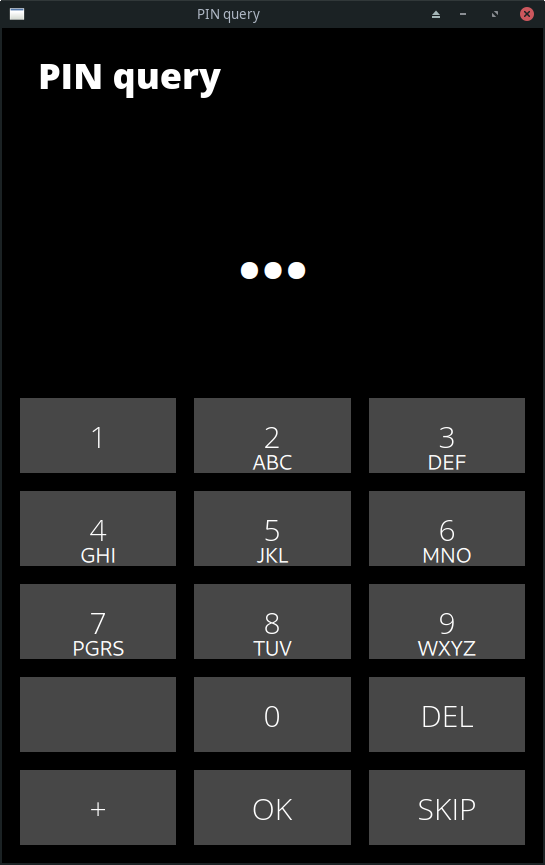 PIN query
PIN query
●●●
1
2
ABC
3
DEF
4
GHI
5
JKL
6
MNO
7
PGRS
8
TUV
9
WXYZ
0
DEL
+
OK
SKIP